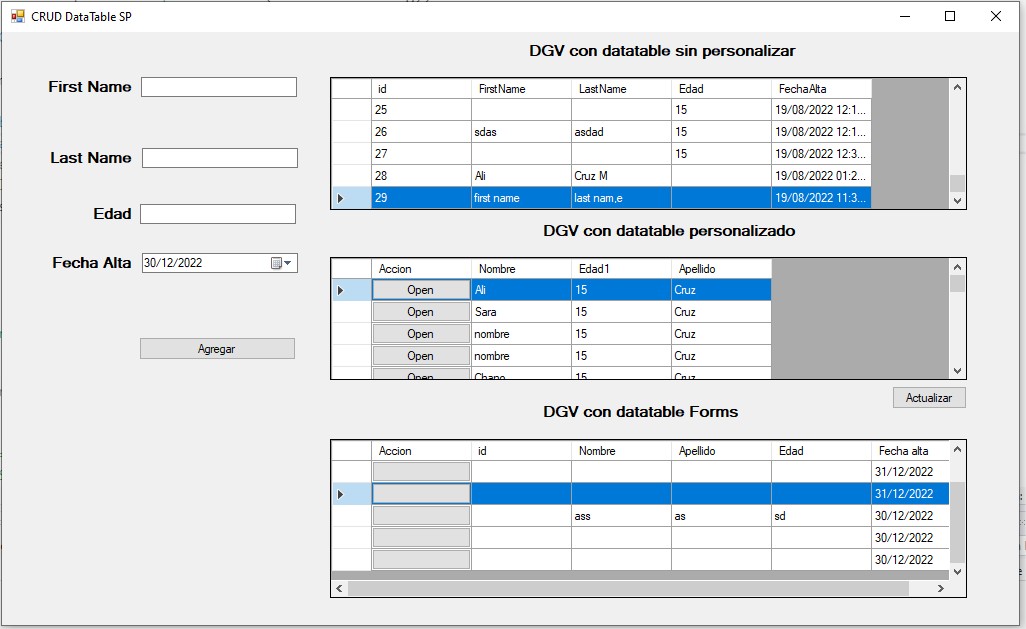 CRUD DataTable SP
DGV con datatable sin personalizar
First Name
id FirstName LastName Edad FechaAlta
25 15 19/08/2022 12:1...
26 sdas asdad 15 19/08/2022 12:1...
27 15 19/08/2022 12:3...
28 Ali Cruz M 19/08/2022 01:2...
29 first name last nam,e 19/08/2022 11:3...
Last Name
Edad
Fecha Alta 30/12/2022
Agregar
DGV con datatable personalizado
Accion Nombre Edad1 Apellido
Open Ali 15 Cruz
Open Sara 15 Cruz
Open nombre 15 Cruz
Open nombre 15 Cruz
Open Chano 15 Cruz
Actualizar
DGV con datatable Forms
Accion id Nombre Apellido Edad Fecha alta
31/12/2022
31/12/2022
ass as sd 30/12/2022
30/12/2022
30/12/2022